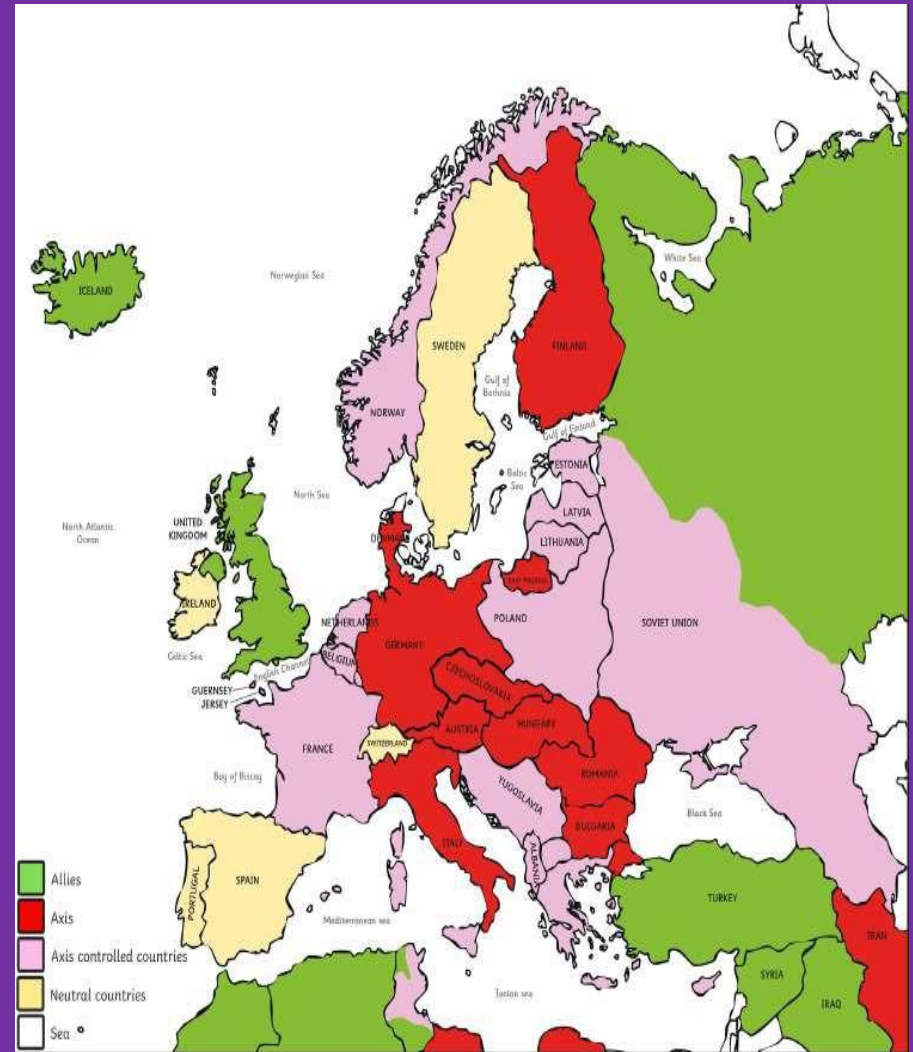 ICELAND
Norwegian Sea
White Sea
SWEDEN
FINLAND
Gulf of
Bothnia
NORWAY
Gulf of Finland
ESTONIA
Baltic
Sea
North Sea
LATVIA
North Atlantic
Ocean
UNITED
KINGDOM
DENMARK
LITHUANIA
EAST PRUSSIA
IRELAND
NETHERLANDS
POLAND
SOVIET UNION
GERMANY
Celtic Sea
BELGIUM
English Channel
CZECHOSLOVAKIA
GUERNSEY
JERSEY
AUSTRIA
HUNGARY
FRANCE
SWITZERLAND
ROMANIA
Bay of Biscay
YUGOSLAVIA
Black Sea
BULGARIA
ITALY
ALBANIA
Allies
SPAIN
PORTUGAL
TURKEY
Axis
Mediterranean sea
IRAN
Axis controlled countries
SYRIA
Neutral countries
IRAQ
Sea